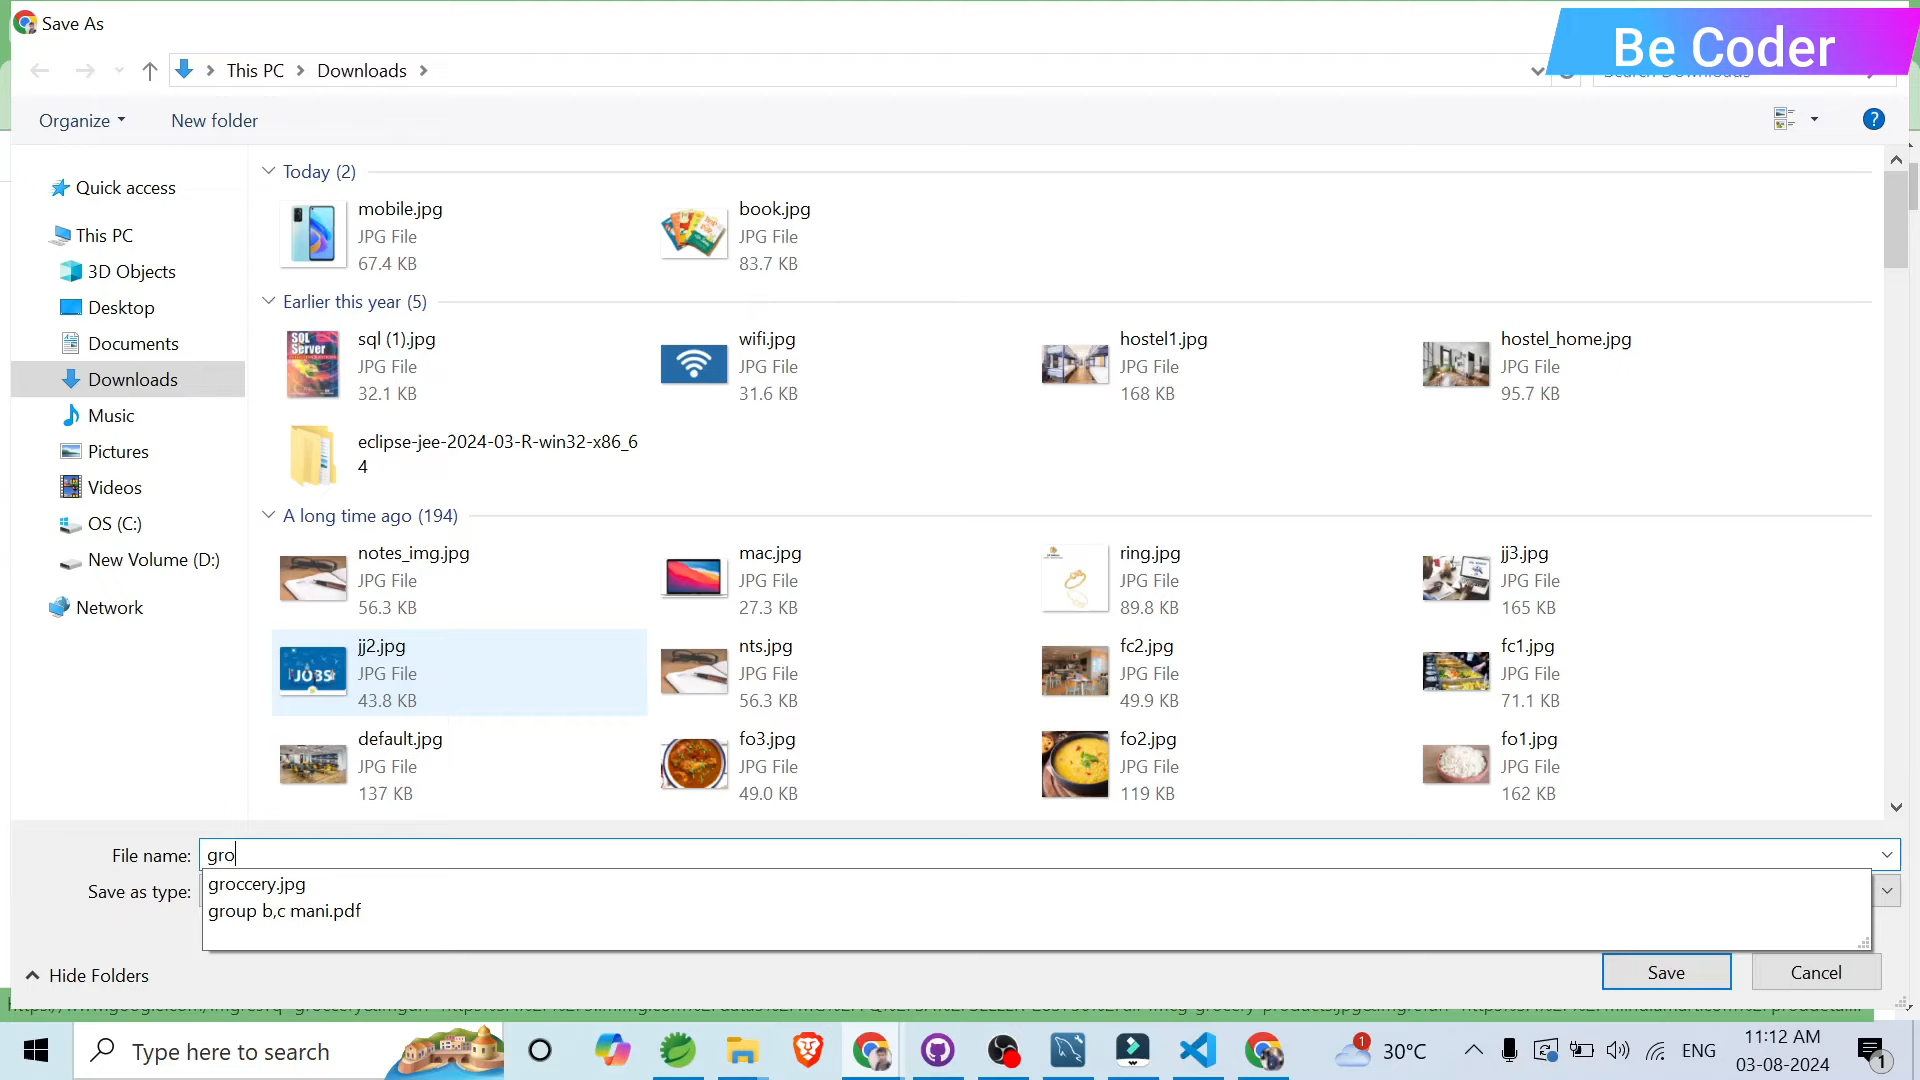 Save As
Be Coder
This PC
Downloads
Organize
New folder
?
Quick access
This PC
3D Objects
Desktop
Documents
Downloads
Music
Pictures
Videos
OS (C:)
New Volume (D:)
Network
Today (2)
mobile.jpg
JPG File
67.4 KB
book.jpg
JPG File
83.7 KB
Earlier this year (5)
sql (1).jpg
JPG File
32.1 KB
SQL
Server
wifi.jpg
JPG File
31.6 KB
hostel1.jpg
JPG File
168 KB
hostel_home.jpg
JPG File
95.7 KB
eclipse-jee-2024-03-R-win32-x86_6
4
A long time ago (194)
notes_img.jpg
JPG File
56.3 KB
mac.jpg
JPG File
27.3 KB
ring.jpg
JPG File
89.8 KB
jj3.jpg
JPG File
165 KB
jj2.jpg
JPG File
43.8 KB
JOBS
nts.jpg
JPG File
56.3 KB
fc2.jpg
JPG File
49.9 KB
fc1.jpg
JPG File
71.1 KB
default.jpg
JPG File
137 KB
fo3.jpg
JPG File
49.0 KB
fo2.jpg
JPG File
119 KB
fo1.jpg
JPG File
162 KB
File name:
gro
Save as type:
groccery.jpg
group b,c mani.pdf
Hide Folders
Save
Cancel
Type here to search
1
30°C
ENG
11:12 AM
03-08-2024
1